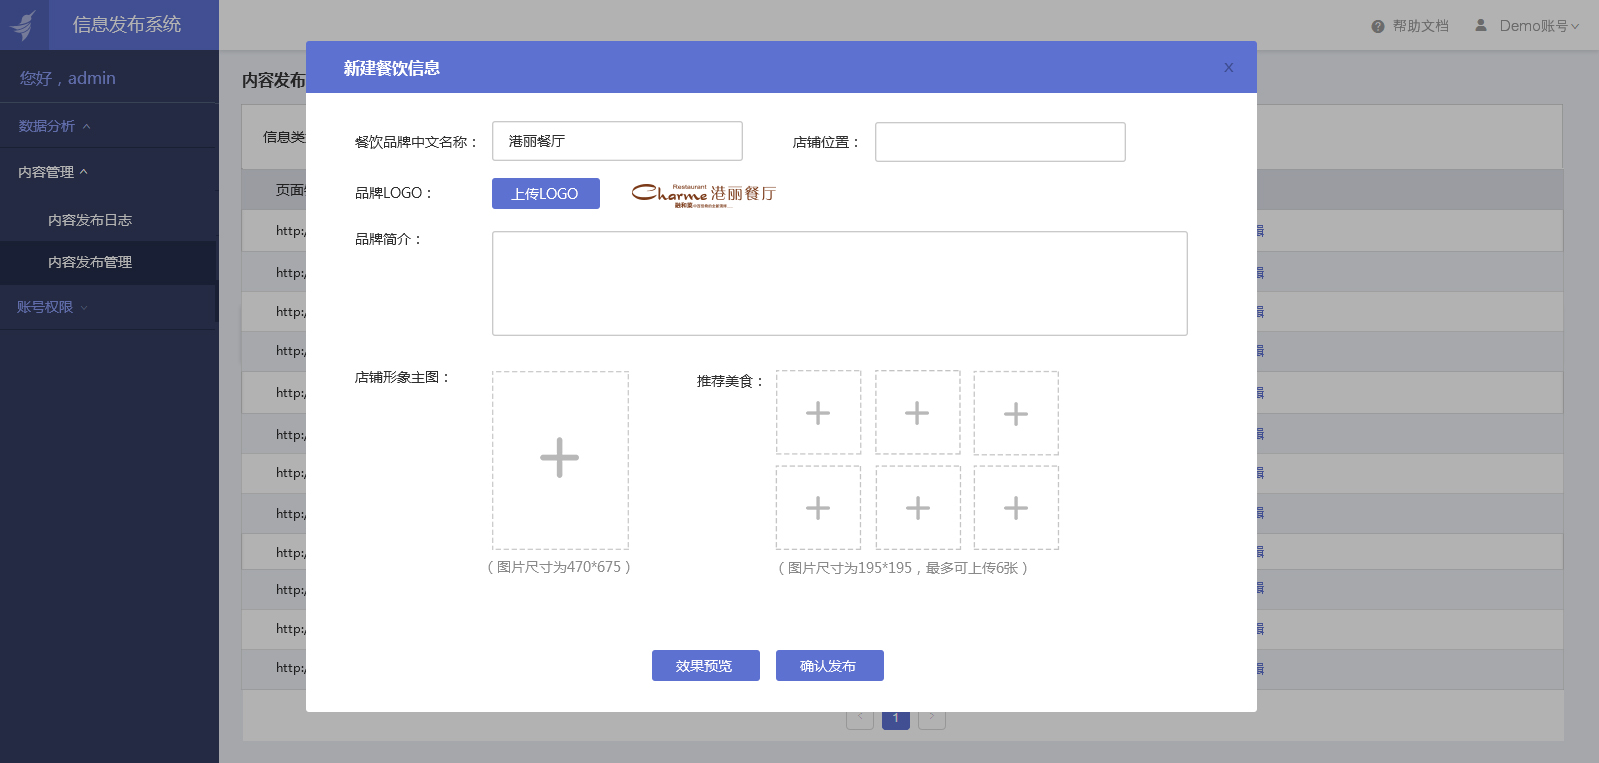 信息发布系统
帮助文档
Demo账号
您好，admin
数据分析
内容管理
内容发布日志
内容发布管理
账号权限
内容发布
信息类
页面
http:/
http:/
http:/
http:/
http:/
http:/
http:/
http:/
http:/
http:/
http:/
http:/
新建餐饮信息
X
餐饮品牌中文名称：
港丽餐厅
店铺位置：
品牌LOGO：
上传LOGO
Restaurant
Charme 港丽餐厅
品牌简介：
店铺形象主图：
（图片尺寸为470*675）
推荐美食：
（图片尺寸为195*195，最多可上传6张）
效果预览
确认发布
1